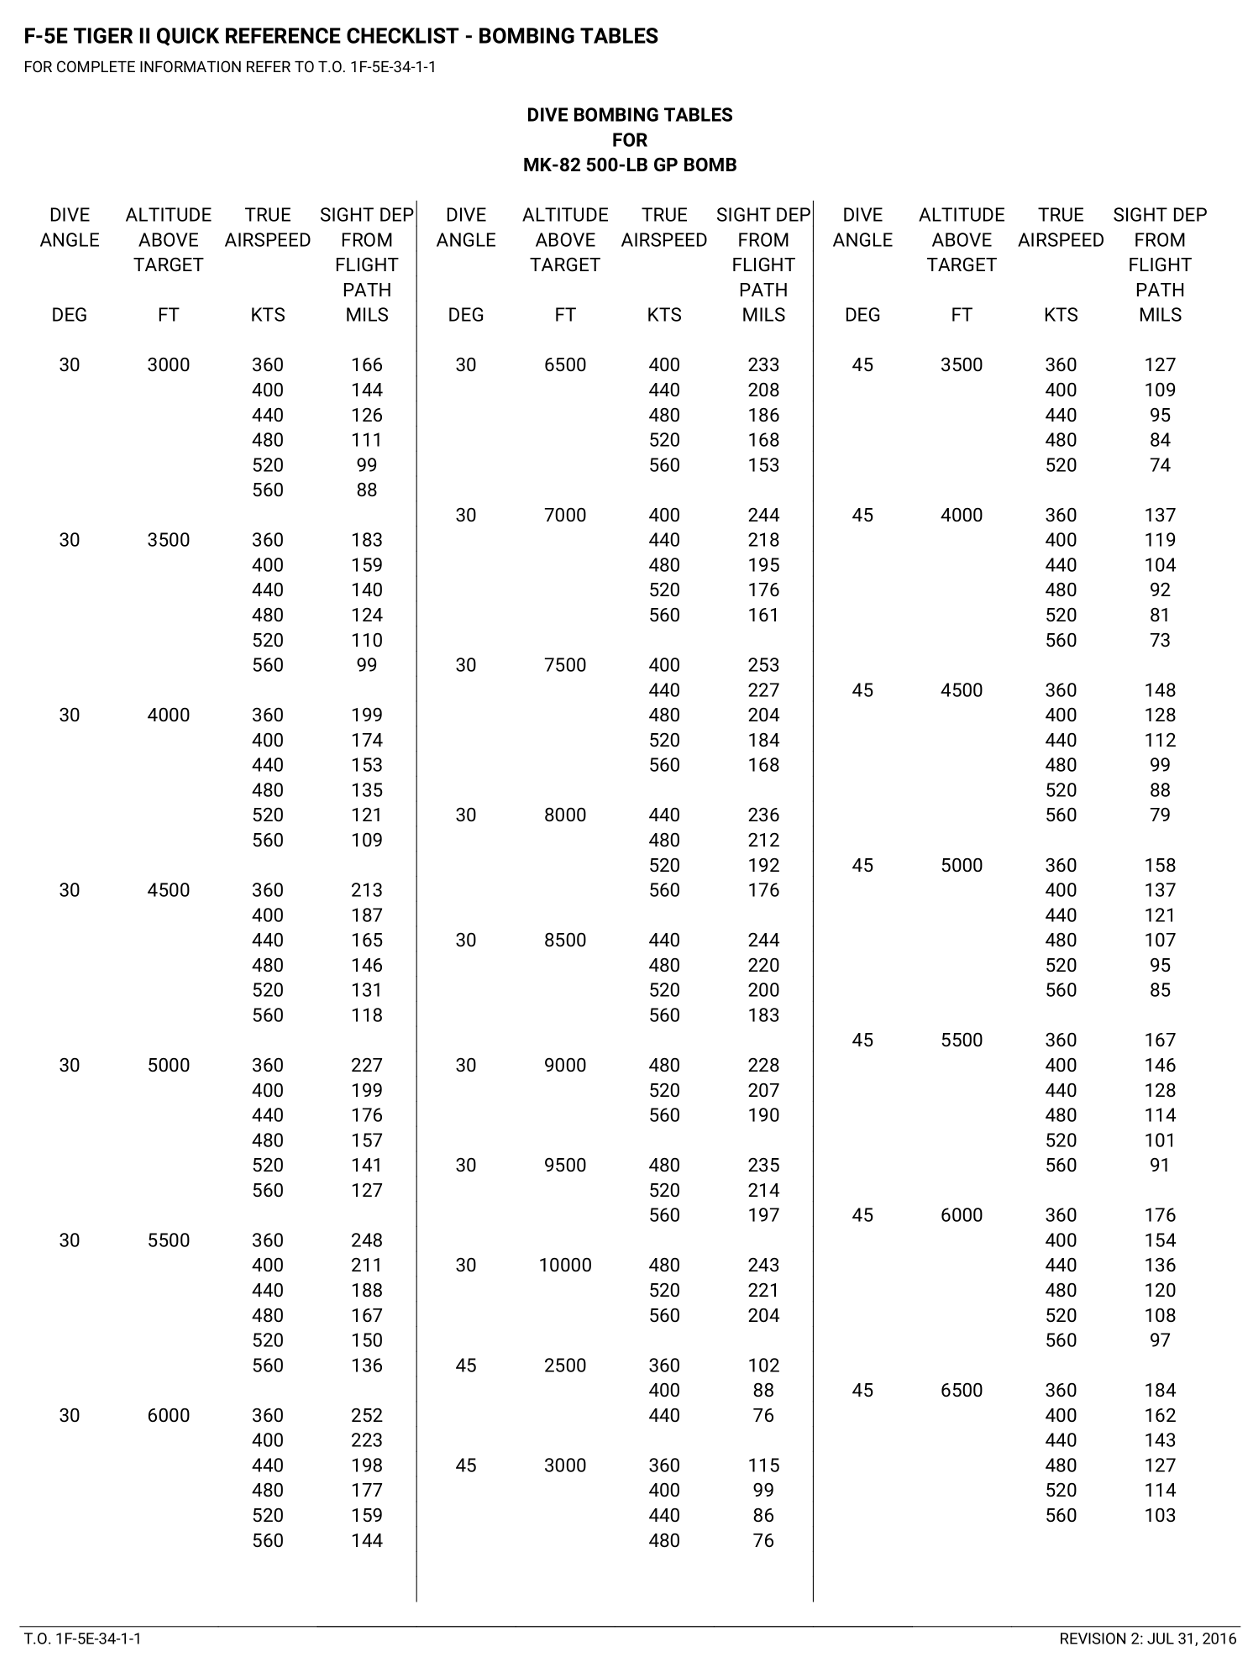 F-5E TIGER II QUICK REFERENCE CHECKLIST - BOMBING TABLES
FOR COMPLETE INFORMATION REFER TO T.O. 1F-5E-34-1-1
DIVE BOMBING TABLES
FOR
MK-82 500-LB GP BOMB
DIVE ALTITUDE TRUE SIGHT DEP
ANGLE ABOVE AIRSPEED FROM
TARGET FLIGHT
PATH
DEG FT KTS MILS
30 3000 360 166
400 144
440 126
480 111
520 99
560 88
30 3500 360 183
400 159
440 140
480 124
520 110
560 99
30 4000 360 199
400 174
440 153
480 135
520 121
560 109
30 4500 360 213
400 187
440 165
480 146
520 131
560 118
30 5000 360 227
400 199
440 176
480 157
520 141
560 127
30 5500 360 248
400 211
440 188
480 167
520 150
560 136
30 6000 360 252
400 223
440 198
480 177
520 159
560 144
DIVE ALTITUDE TRUE SIGHT DEP
ANGLE ABOVE AIRSPEED FROM
TARGET FLIGHT
PATH
DEG FT KTS MILS
30 6500 400 233
440 208
480 186
520 168
560 153
30 7000 400 244
440 218
480 195
520 176
560 161
30 7500 400 253
440 227
480 204
520 184
560 168
30 8000 440 236
480 212
520 192
560 176
30 8500 440 244
480 220
520 200
560 183
30 9000 480 228
520 207
560 190
30 9500 480 235
520 214
560 197
30 10000 480 243
520 221
560 204
45 2500 360 102
400 88
440 76
45 3000 360 115
400 99
440 86
480 76
DIVE ALTITUDE TRUE SIGHT DEP
ANGLE ABOVE AIRSPEED FROM
TARGET FLIGHT
PATH
DEG FT KTS MILS
45 3500 360 127
400 109
440 95
480 84
520 74
45 4000 360 137
400 119
440 104
480 92
520 81
560 73
45 4500 360 148
400 128
440 112
480 99
520 88
560 79
45 5000 360 158
400 137
440 121
480 107
520 95
560 85
45 5500 360 167
400 146
440 128
480 114
520 101
560 91
45 6000 360 176
400 154
440 136
480 120
520 108
560 97
45 6500 360 184
400 162
440 143
480 127
520 114
560 103
T.O. 1F-5E-34-1-1
REVISION 2: JUL 31, 2016